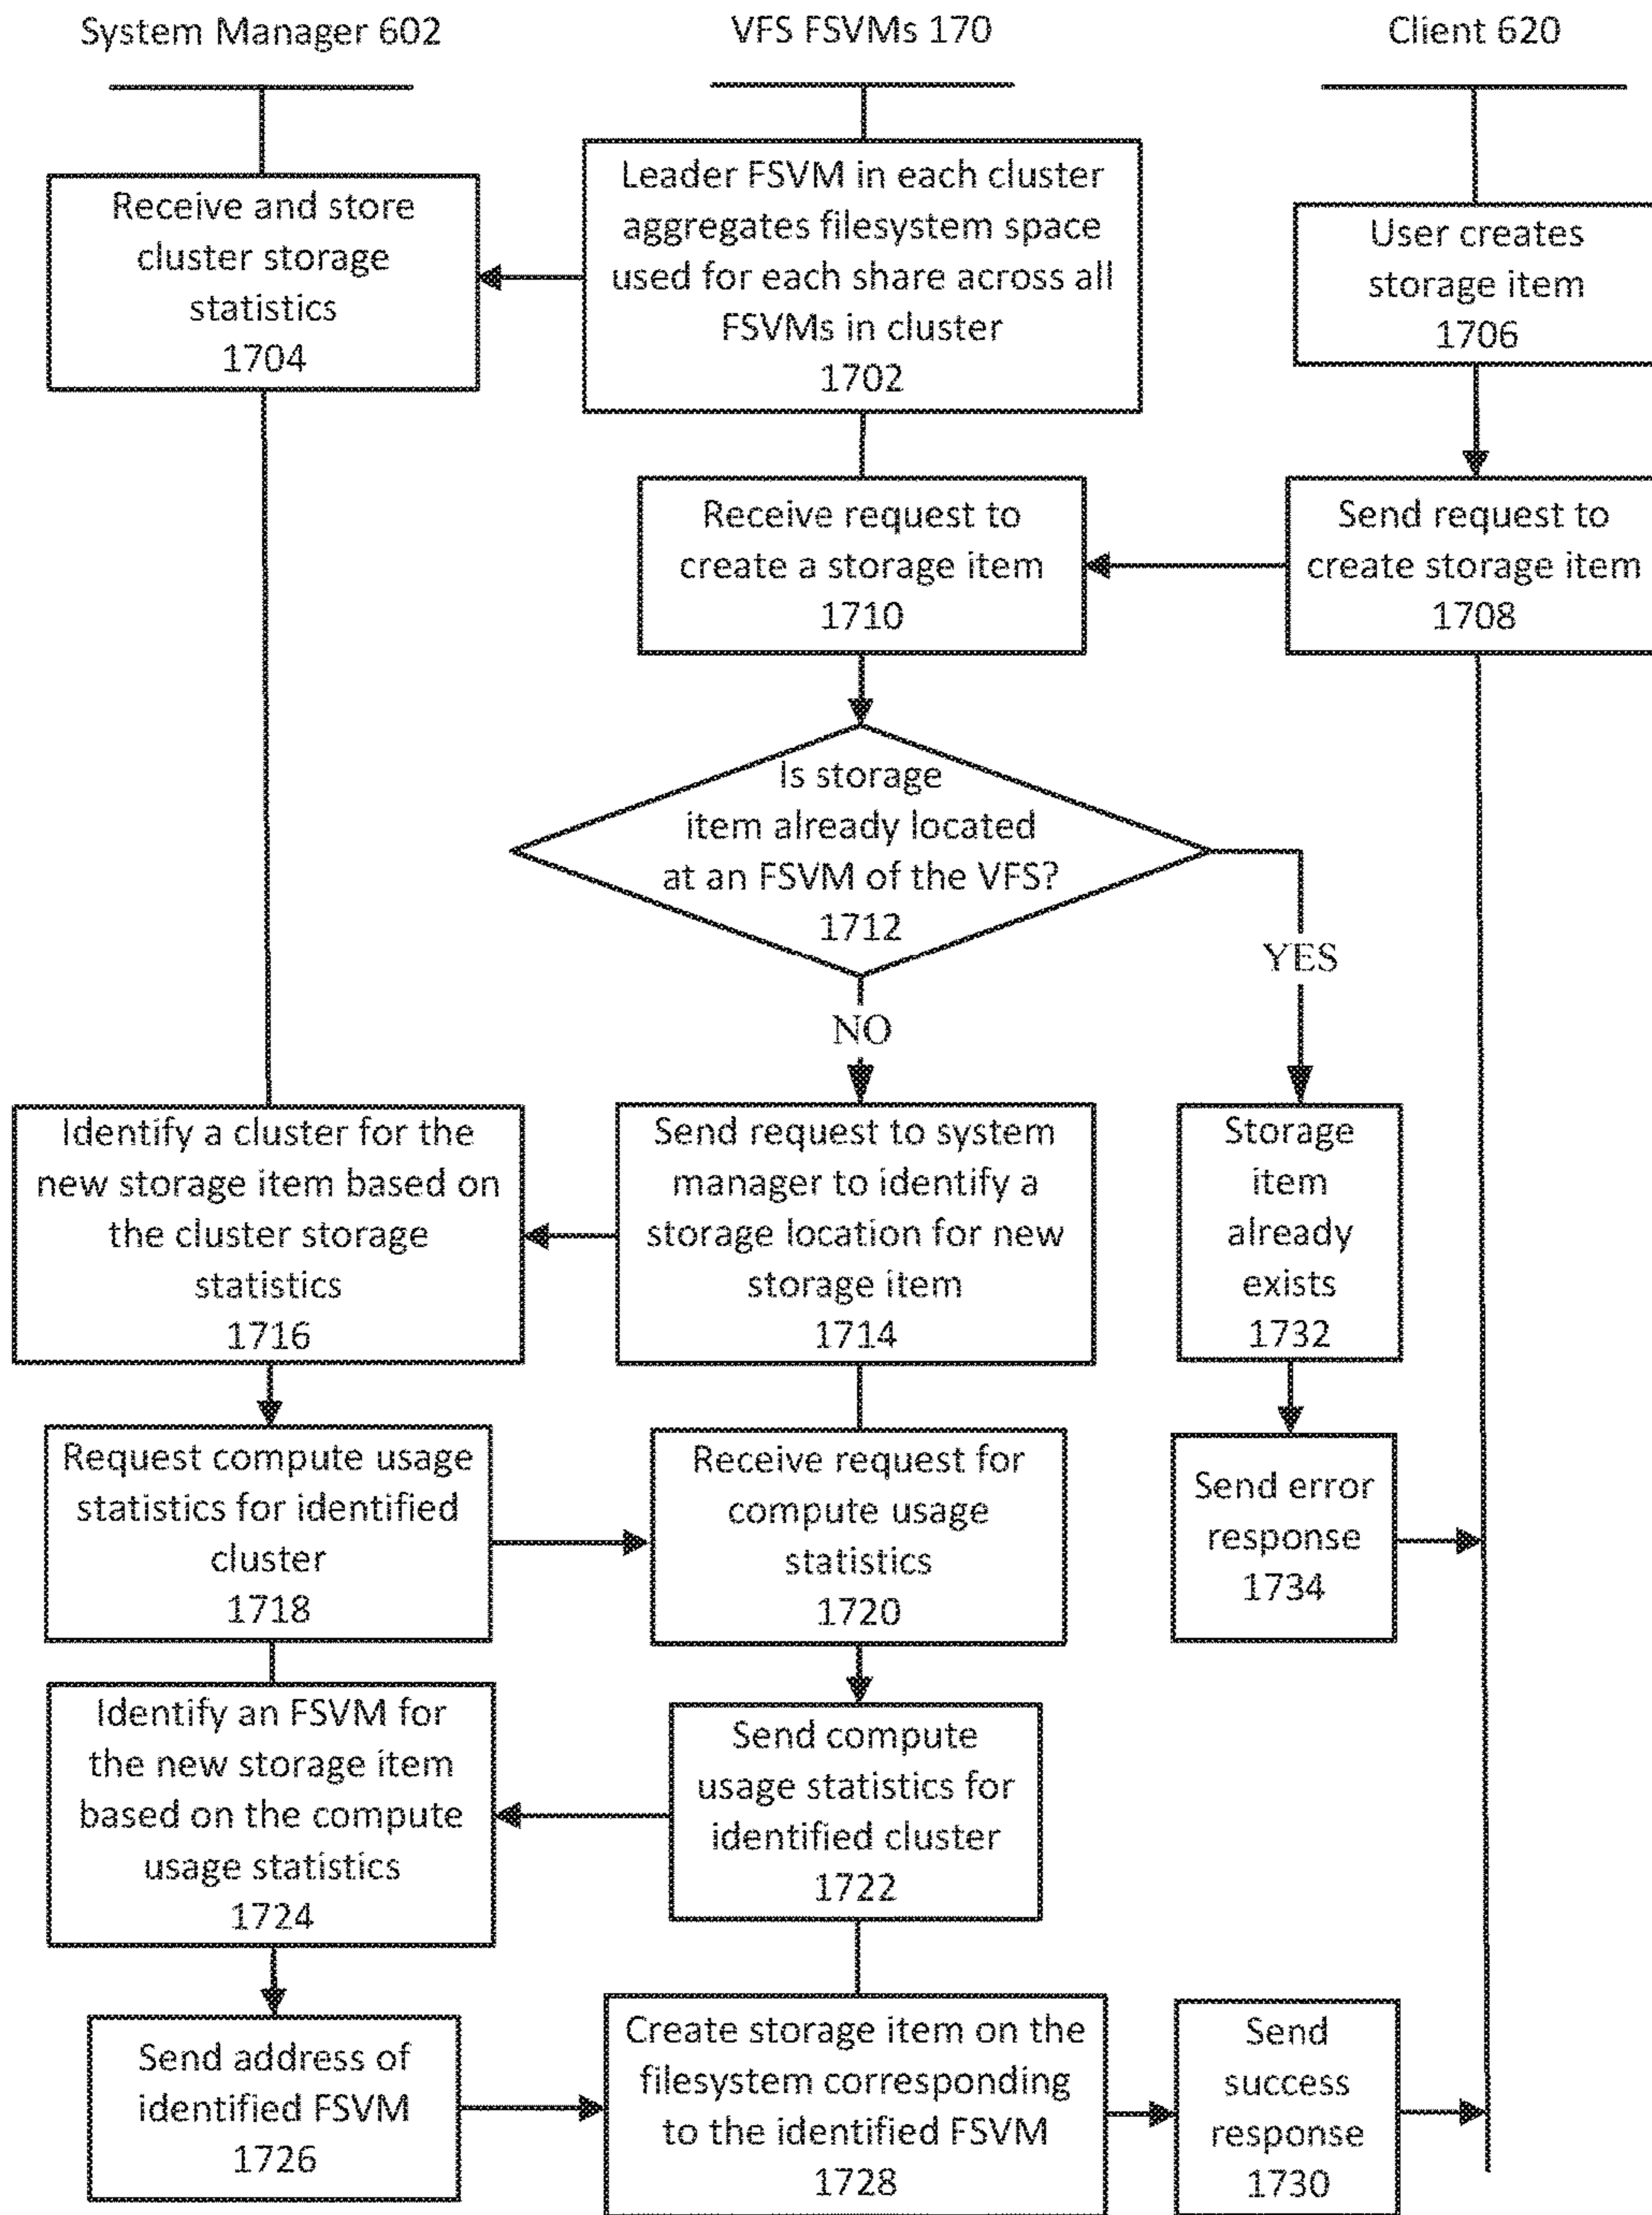 System Manager 602
VFS FSVMs 170
Client 620
Leader FSVM in each cluster
aggregates filesystem space
used for each share across all
FSVMs in cluster
1702
Receive and store
cluster storage
statistics
1704
User creates
storage item
1706
Send request to
create storage item
1708
Receive request to
create a storage item
1710
Is storage
item already located
at an FSVM of the VFS?
1712
YES
NO
Identify a cluster for the
new storage item based on
the cluster storage
statistics
1716
Send request to system
manager to identify a
storage location for new
storage item
1714
Storage
item
already
exists
1732
Request compute usage
statistics for identified
cluster
1718
Receive request for
compute usage
statistics
1720
Send error
response
1734
Identify an FSVM for
the new storage item
based on the compute
usage statistics
1724
Send compute
usage statistics for
identified cluster
1722
Send address of
identified FSVM
1726
Create storage item on the
filesystem corresponding
to the identified FSVM
1728
Send
success
response
1730